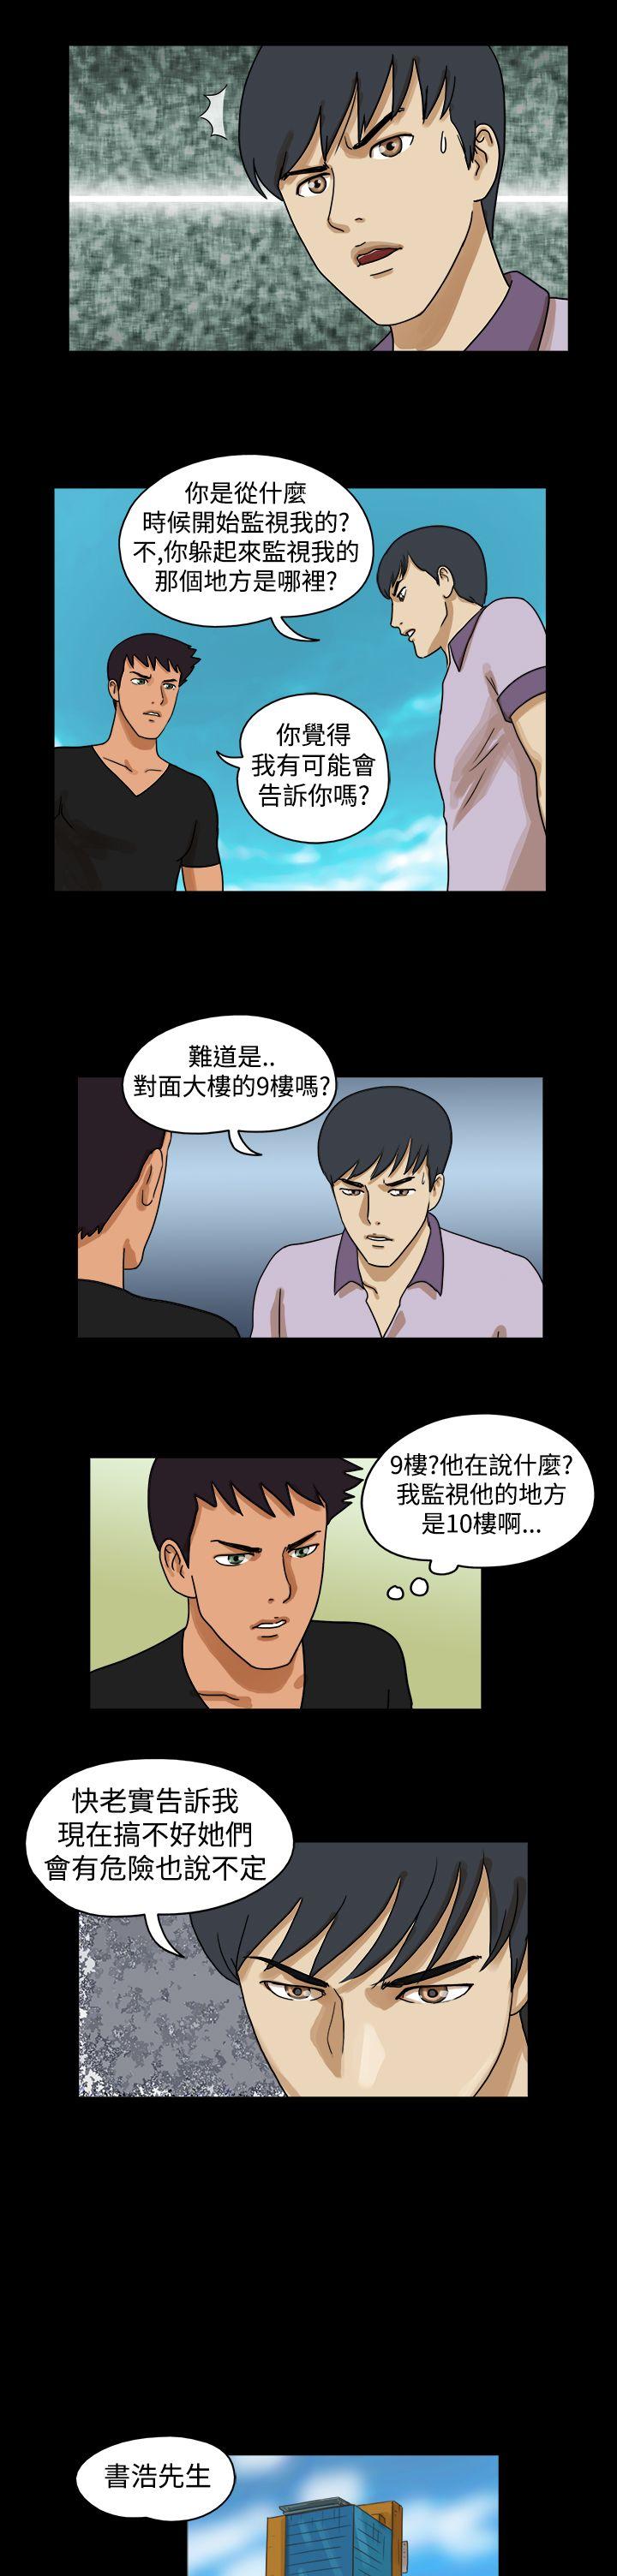 你是從什麼
時候開始監視我的?
不,你躲起來監視我的
那個地方是哪裡?
你覺得
我有可能會
告訴你嗎?
難道是..
對面大樓的9樓嗎?
9樓?他在說什麼?
我監視他的地方
是10樓啊...
快老實告訴我
現在搞不好她們
會有危險也說不定
書浩先生